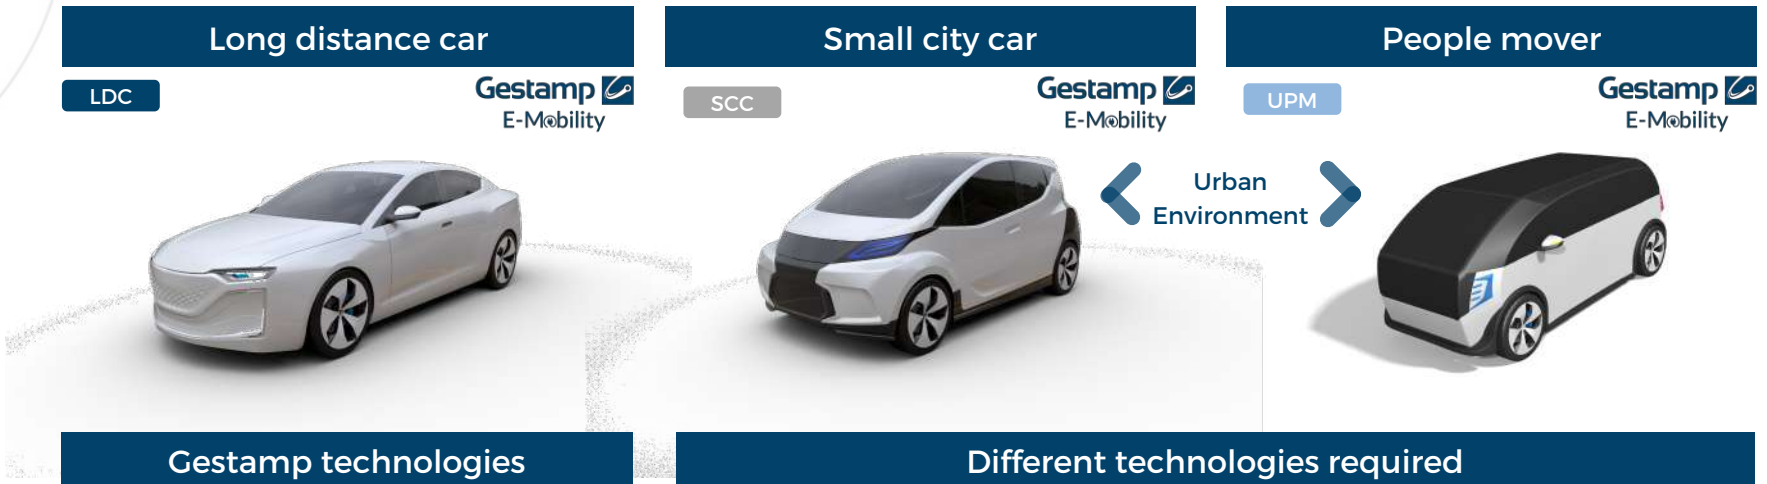 Long distance car
Small city car
People mover
LDC
Gestamp
E-Mobility
SCC
Gestamp
E-Mobility
UPM
Gestamp
E-Mobility
Urban
Environment
Gestamp technologies
Different technologies required